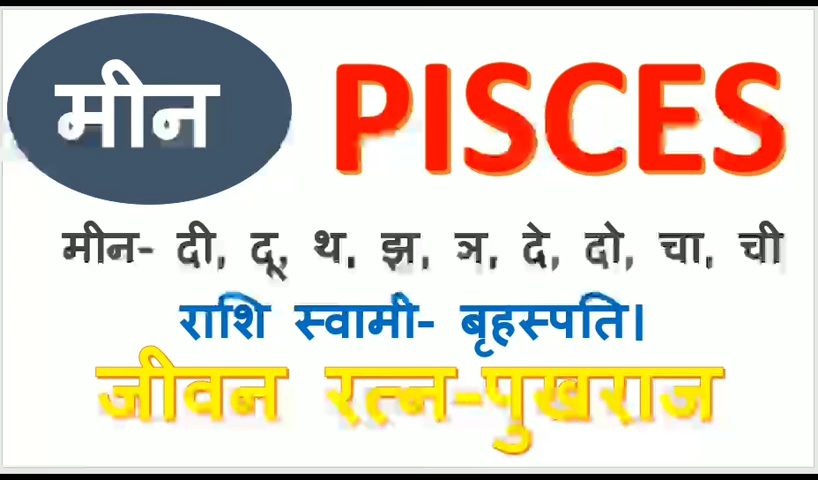 मीन PISCES
मीन- दी, दू, थ, झ, ञ, दे, दो, चा, ची
राशि स्वामी- बृहस्पति।
जीवन रत्न-पुखराज